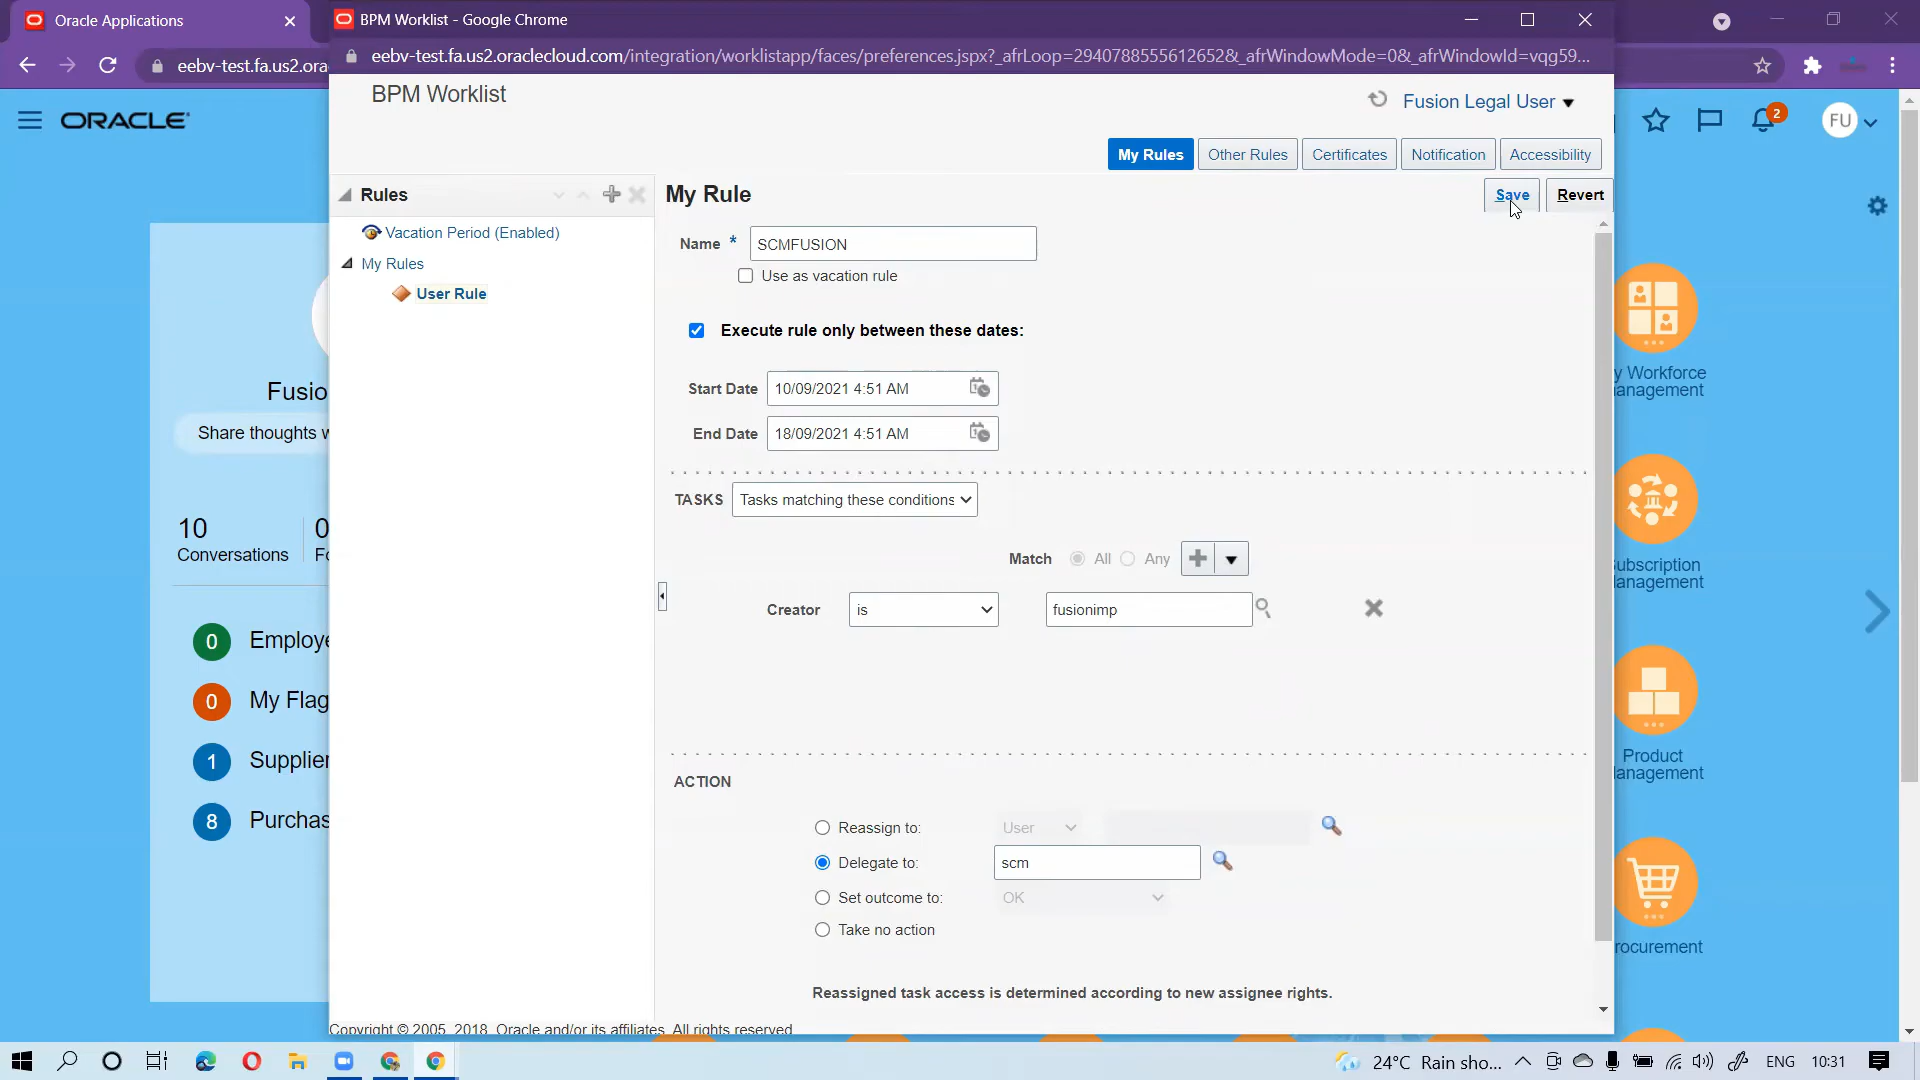 Oracle Applications
BPM Worklist - Google Chrome
eebv-test.fa.us2.ora
eebv-test.fa.us2.oraclecloud.com/integration/worklistapp/faces/preferences.jspx?_afrLoop=2940788555612652&_afrWindowMode=0&_afrWindowId=vqg59...
BPM Worklist
Fusion Legal User
ORACLE
2
FU
My Rules
Other Rules
Certificates
Notification
Accessibility
Rules
My Rule
Save
Revert
Vacation Period (Enabled)
My Rules
User Rule
Name * SCMFUSION
Use as vacation rule
Execute rule only between these dates:
Start Date 10/09/2021 4:51 AM
End Date 18/09/2021 4:51 AM
TASKS Tasks matching these conditions
Match All Any
Creator is fusionimp
ACTION
Reassign to: User
Delegate to: scm
Set outcome to: OK
Take no action
Reassigned task access is determined according to new assignee rights.
Copyright © 2005, 2018, Oracle and/or its affiliates. All rights reserved
Fusio
Share thoughts w
10
Conversations
0
Fo
0 Employe
0 My Flag
1 Supplier
8 Purchas
y Workforce
anagement
ubscription
anagement
Product
anagement
rocurement
24°C Rain sho...
ENG
10:31